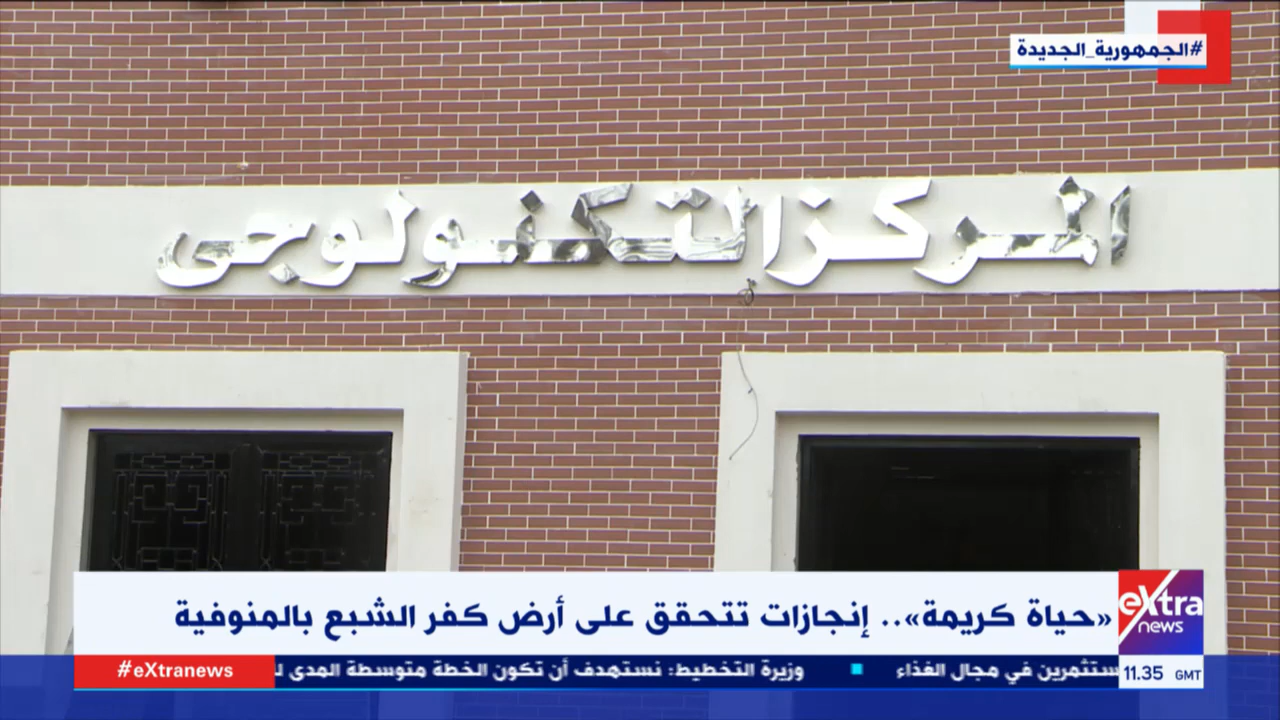 #الجمهورية_الجديدة
المركز التكنولوجى
«حياة كريمة».. إنجازات تتحقق على أرض كفر الشبع بالمنوفية
eXtra news
#eXtranews
في مجال الغذاء
وزيرة التخطيط: نستهدف أن تكون الخطة متوسطة المدى
11.35 GMT